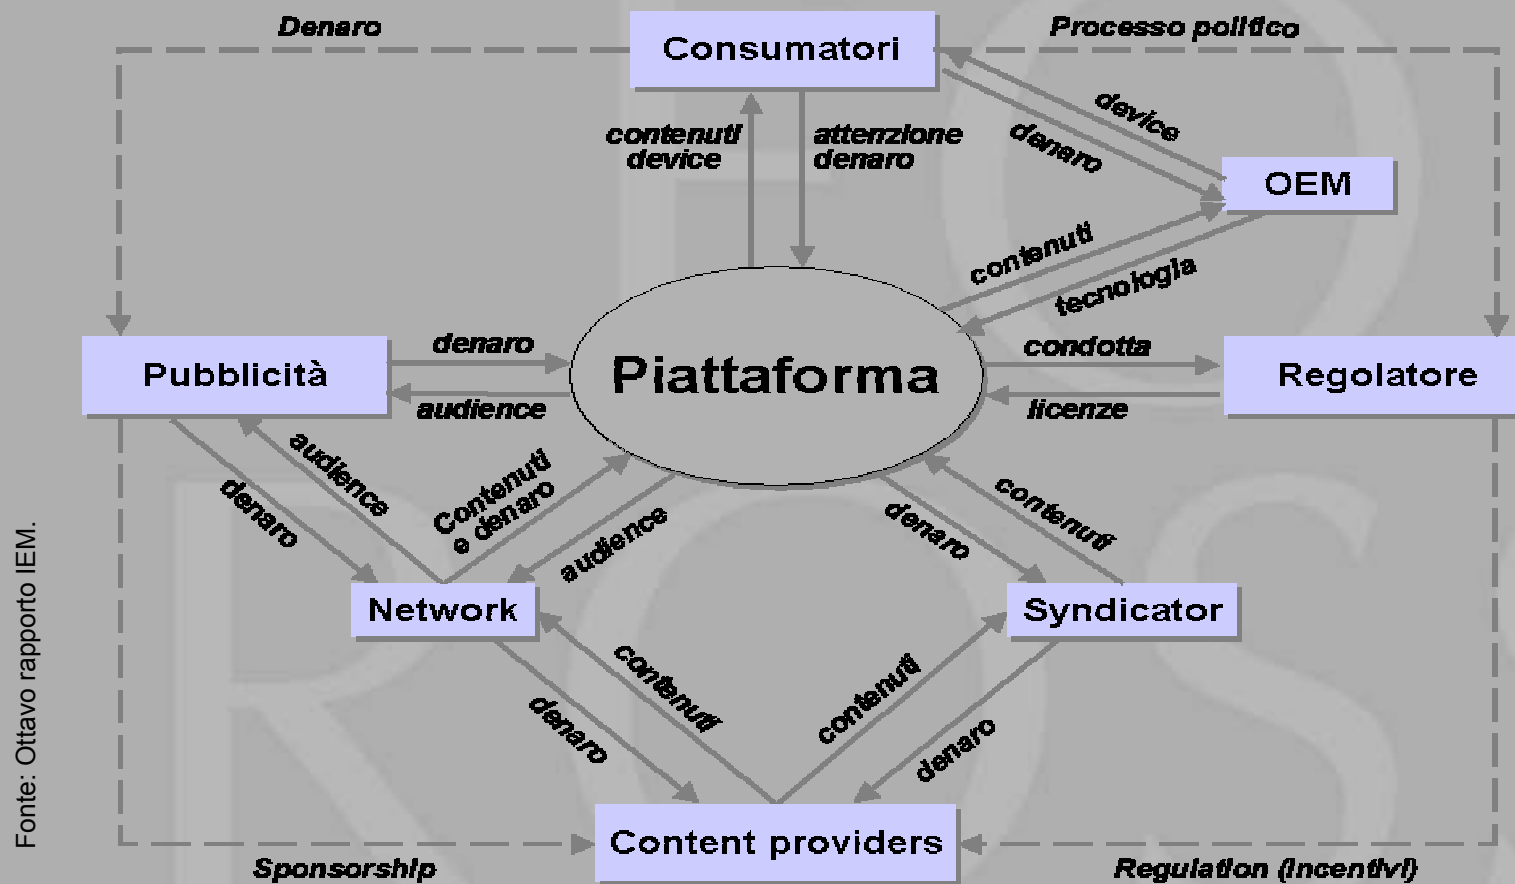 Denaro
Consumatori
Processo politico
contenuti
device
attenzione
denaro
device
denaro
OEM
contenuti
tecnologia
Pubblicità
denaro
audience
Piattaforma
condotta
licenze
Regolatore
audience
denaro
Contenuti
e denaro
audience
denaro
contenuti
Network
Syndicator
contenuti
denaro
contenuti
denaro
Content providers
Sponsorship
Regulation (incentivi)
Fonte: Ottavo rapporto IEM.